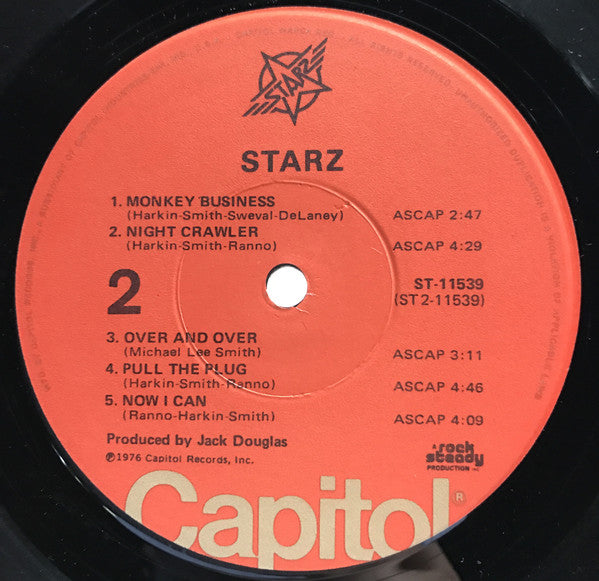 STARZ
STARZ
1. MONKEY BUSINESS
(Harkin-Smith-Sweval-DeLaney) ASCAP 2:47
2. NIGHT CRAWLER
(Harkin-Smith-Ranno) ASCAP 4:29
2
ST-11539
(ST2-11539)
3. OVER AND OVER
(Michael Lee Smith) ASCAP 3:11
4. PULL THE PLUG
(Harkin-Smith-Ranno) ASCAP 4:46
5. NOW I CAN
(Ranno-Harkin-Smith) ASCAP 4:09
Produced by Jack Douglas
℗1976 Capitol Records, Inc.
A
rock
steady
PRODUCTION INC
Capitol®